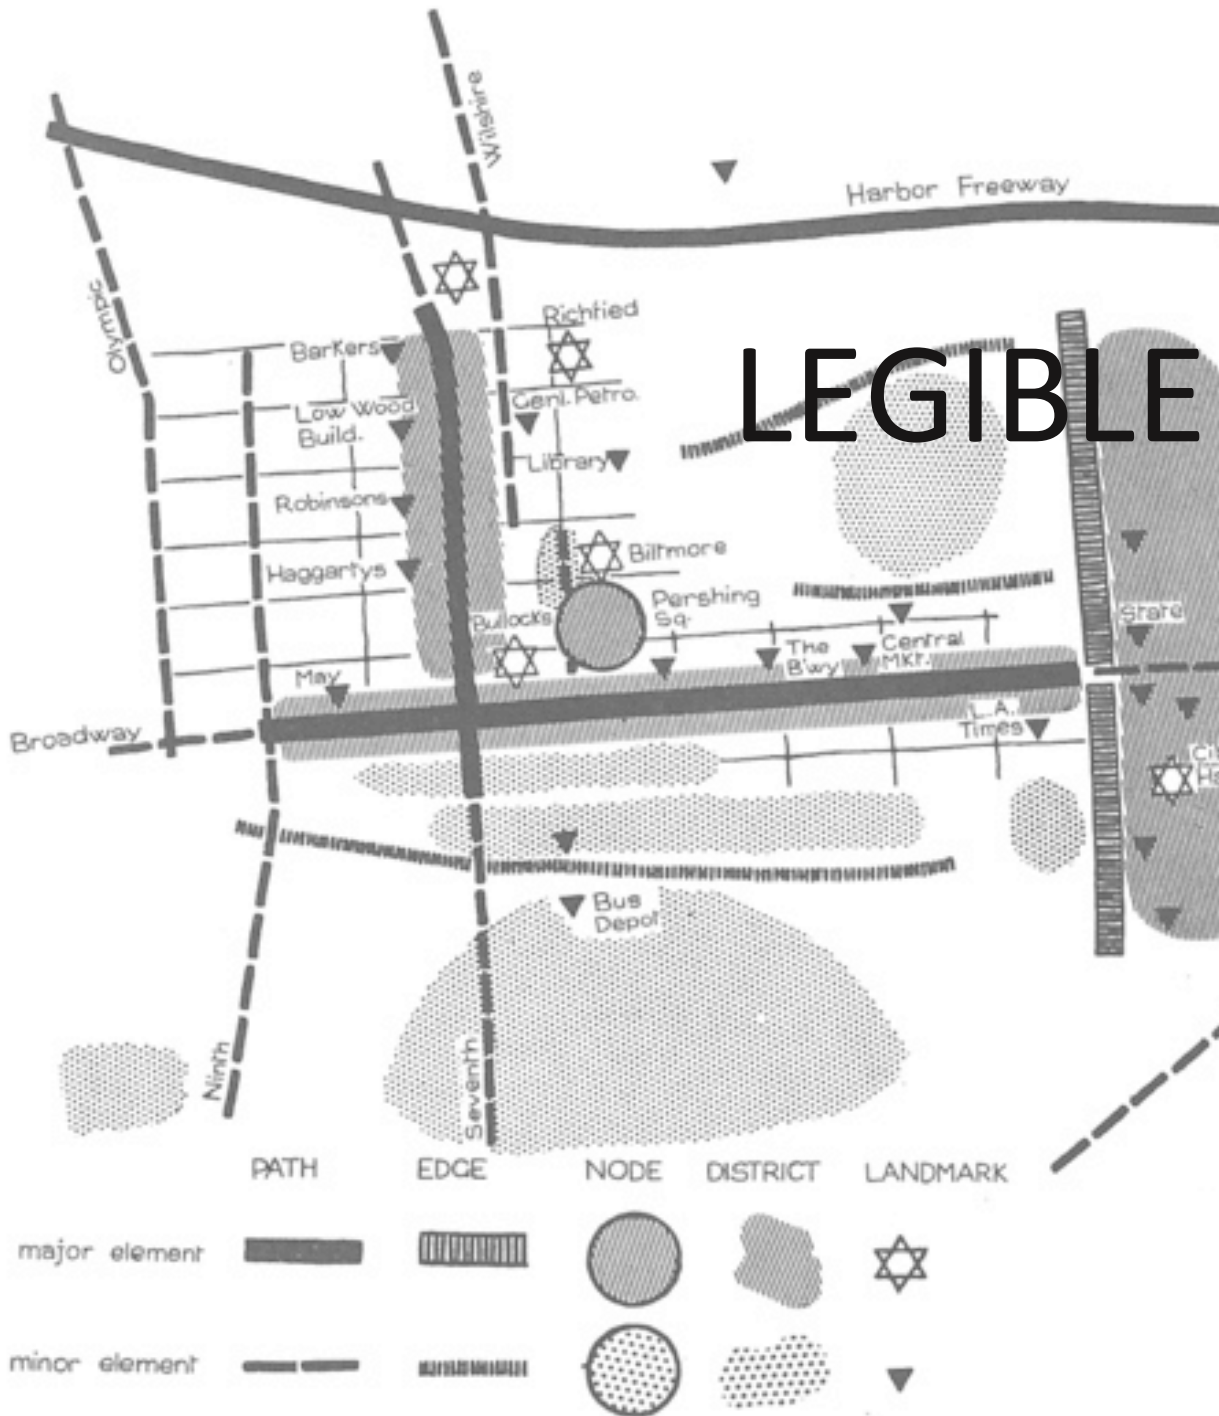 Wilshire
Harbor Freeway
LEGIBLE
Olympic
Richfied
Barkers
Genl. Petro.
Low Wood
Build.
Library
Robinsons
Biltmore
Haggartys
Pershing
Sq.
Bullocks
State
The
B'wy
Central
Mkt.
May
L.A.
Times
Broadway
Bus
Depot
Ninth
Seventh
PATH EDGE NODE DISTRICT LANDMARK
major element
minor element